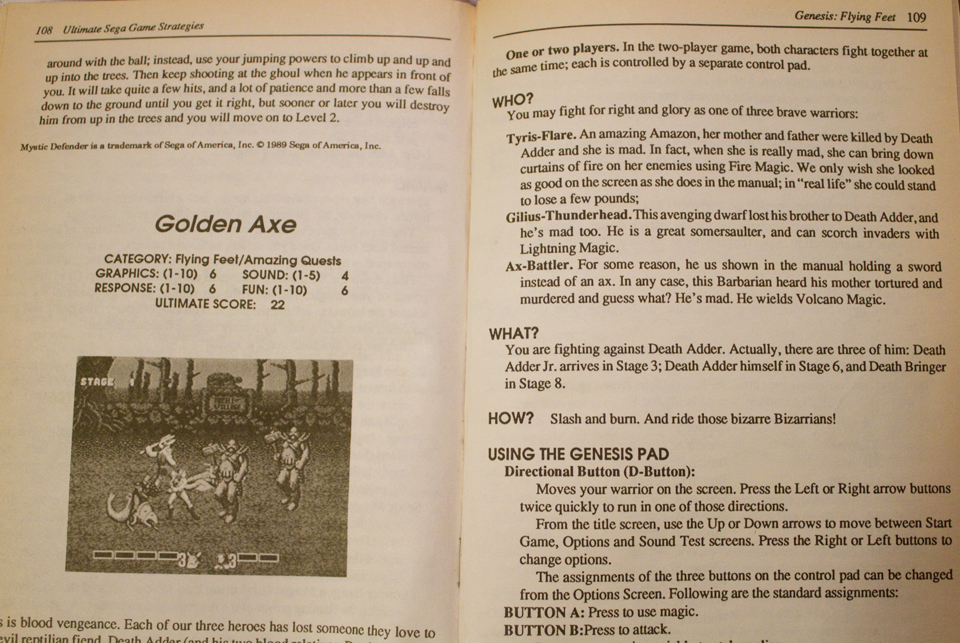 108 Ultimate Sega Game Strategies
around with the ball; instead, use your jumping powers to climb up and up and
up into the trees. Then keep shooting at the ghoul when he appears in front of
you. It will take quite a few hits, and a lot of patience and more than a few falls
down to the ground until you get it right, but sooner or later you will destroy
him from up in the trees and you will move on to Level 2.
Mystic Defender is a trademark of Sega of America, Inc. © 1989 Sega of America, Inc.
Golden Axe
CATEGORY: Flying Feet/Amazing Quests
GRAPHICS: (1-10) 6 SOUND: (1-5) 4
RESPONSE: (1-10) 6 FUN: (1-10) 6
ULTIMATE SCORE: 22
STAGE 1
TURTLE
VILLAGE
3 3
s is blood vengeance. Each of our three heroes has lost someone they love to
evil reptilian fiend, Death Adder (and his two blood
Genesis: Flying Feet 109
One or two players. In the two-player game, both characters fight together at
the same time; each is controlled by a separate control pad.
WHO?
You may fight for right and glory as one of three brave warriors:
Tyris-Flare. An amazing Amazon, her mother and father were killed by Death
Adder and she is mad. In fact, when she is really mad, she can bring down
curtains of fire on her enemies using Fire Magic. We only wish she looked
as good on the screen as she does in the manual; in "real life" she could stand
to lose a few pounds;
Gilius-Thunderhead. This avenging dwarf lost his brother to Death Adder, and
he's mad too. He is a great somersaulter, and can scorch invaders with
Lightning Magic.
Ax-Battler. For some reason, he us shown in the manual holding a sword
instead of an ax. In any case, this Barbarian heard his mother tortured and
murdered and guess what? He's mad. He wields Volcano Magic.
WHAT?
You are fighting against Death Adder. Actually, there are three of him: Death
Adder Jr. arrives in Stage 3; Death Adder himself in Stage 6, and Death Bringer
in Stage 8.
HOW? Slash and burn. And ride those bizarre Bizarrians!
USING THE GENESIS PAD
Directional Button (D-Button):
Moves your warrior on the screen. Press the Left or Right arrow buttons
twice quickly to run in one of those directions.
From the title screen, use the Up or Down arrows to move between Start
Game, Options and Sound Test screens. Press the Right or Left buttons to
change options.
The assignments of the three buttons on the control pad can be changed
from the Options Screen. Following are the standard assignments:
BUTTON A: Press to use magic.
BUTTON B:Press to attack.